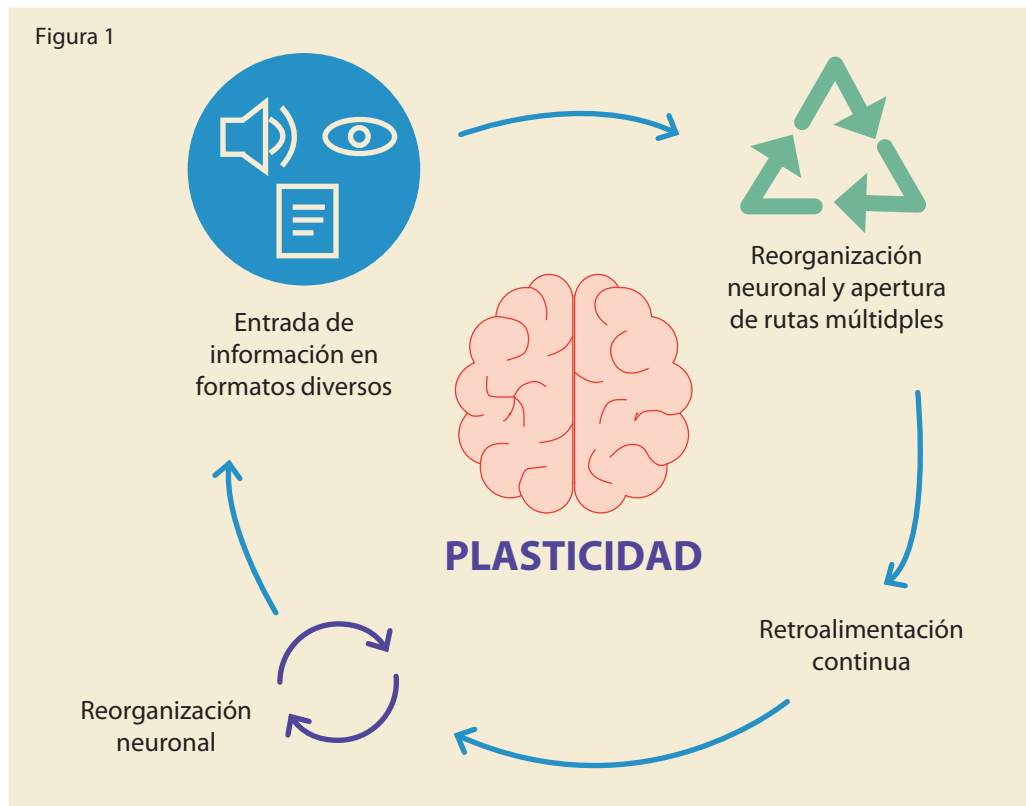 Figura 1
Entrada de
información en
formatos diversos
Reorganización
neuronal y apertura
de rutas múltidples
PLASTICIDAD
Retroalimentación
continua
Reorganización
neuronal